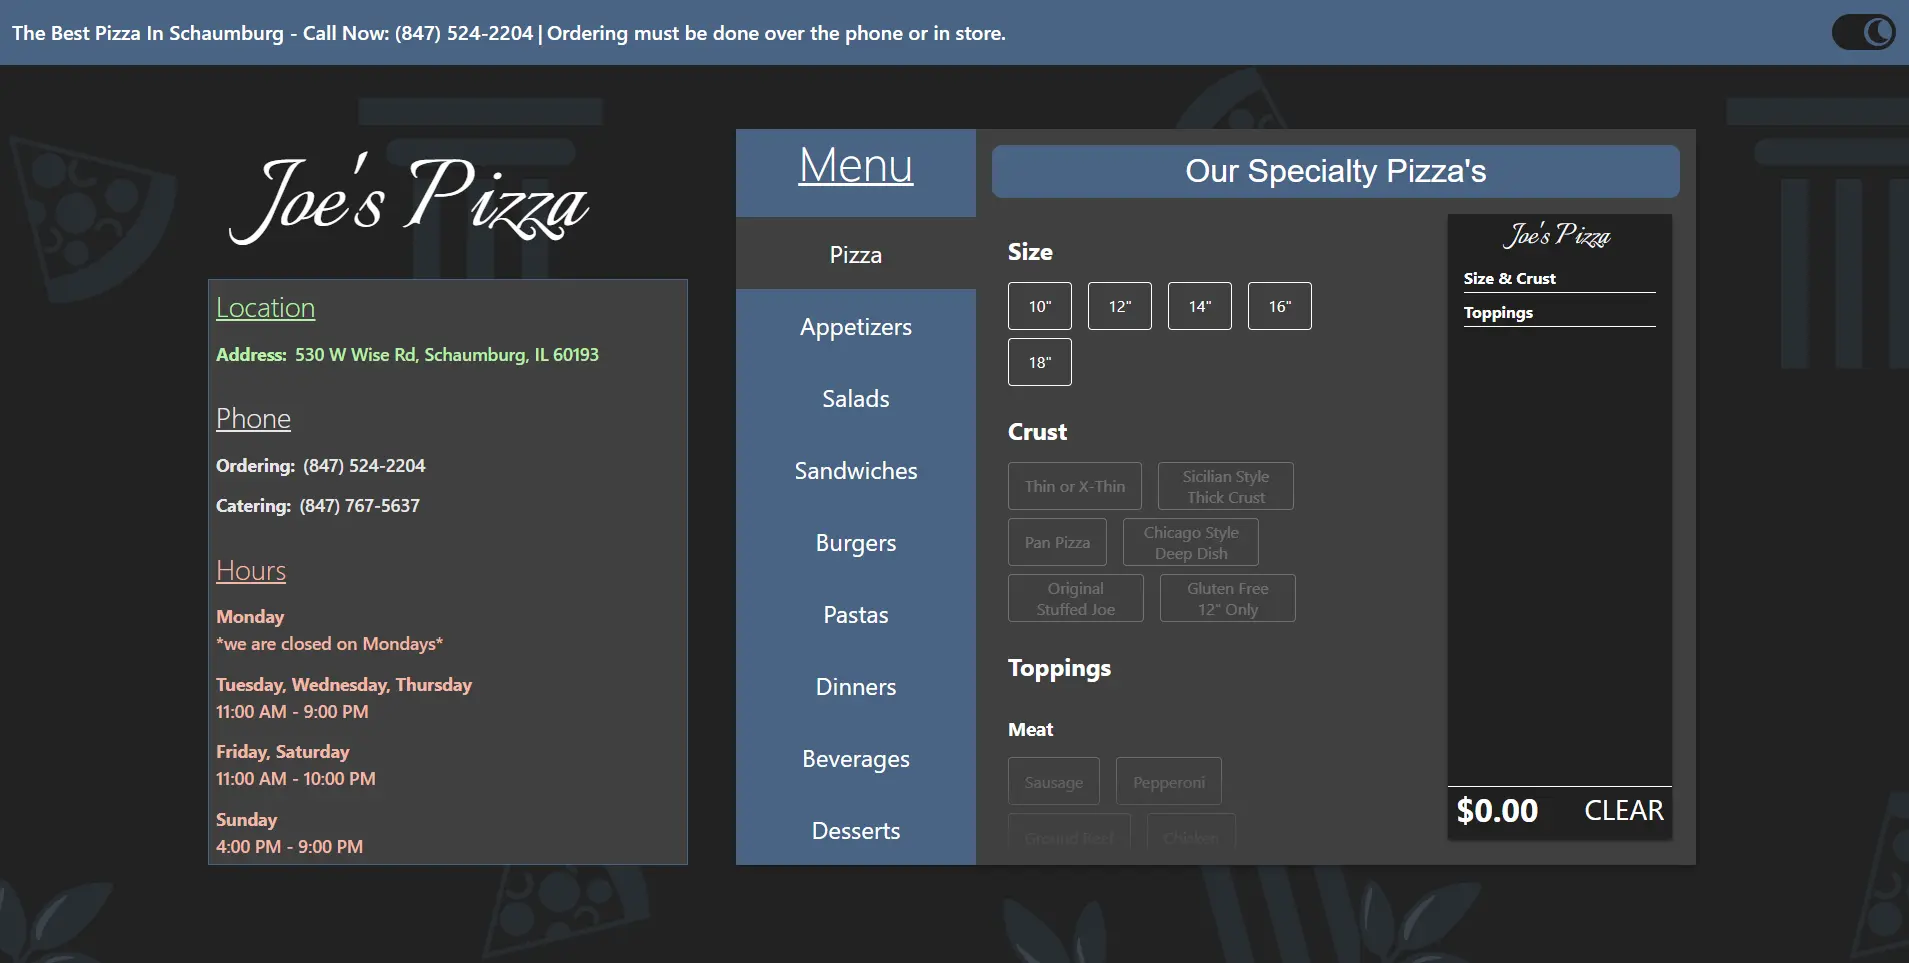 The Best Pizza In Schaumburg - Call Now: (847) 524-2204 | Ordering must be done over the phone or in store.
Joe's Pizza
Location
Address: 530 W Wise Rd, Schaumburg, IL 60193
Phone
Ordering: (847) 524-2204
Catering: (847) 767-5637
Hours
Monday
*we are closed on Mondays*
Tuesday, Wednesday, Thursday
11:00 AM - 9:00 PM
Friday, Saturday
11:00 AM - 10:00 PM
Sunday
4:00 PM - 9:00 PM
Menu
Pizza
Appetizers
Salads
Sandwiches
Burgers
Pastas
Dinners
Beverages
Desserts
Our Specialty Pizza's
Size
10" 12" 14" 16"
18"
Crust
Thin or X-Thin
Sicilian Style
Thick Crust
Pan Pizza
Chicago Style
Deep Dish
Original
Stuffed Joe
Gluten Free
12" Only
Toppings
Meat
Sausage Pepperoni
Ground Beef Chicken
Joe's Pizza
Size & Crust
Toppings
$0.00 CLEAR